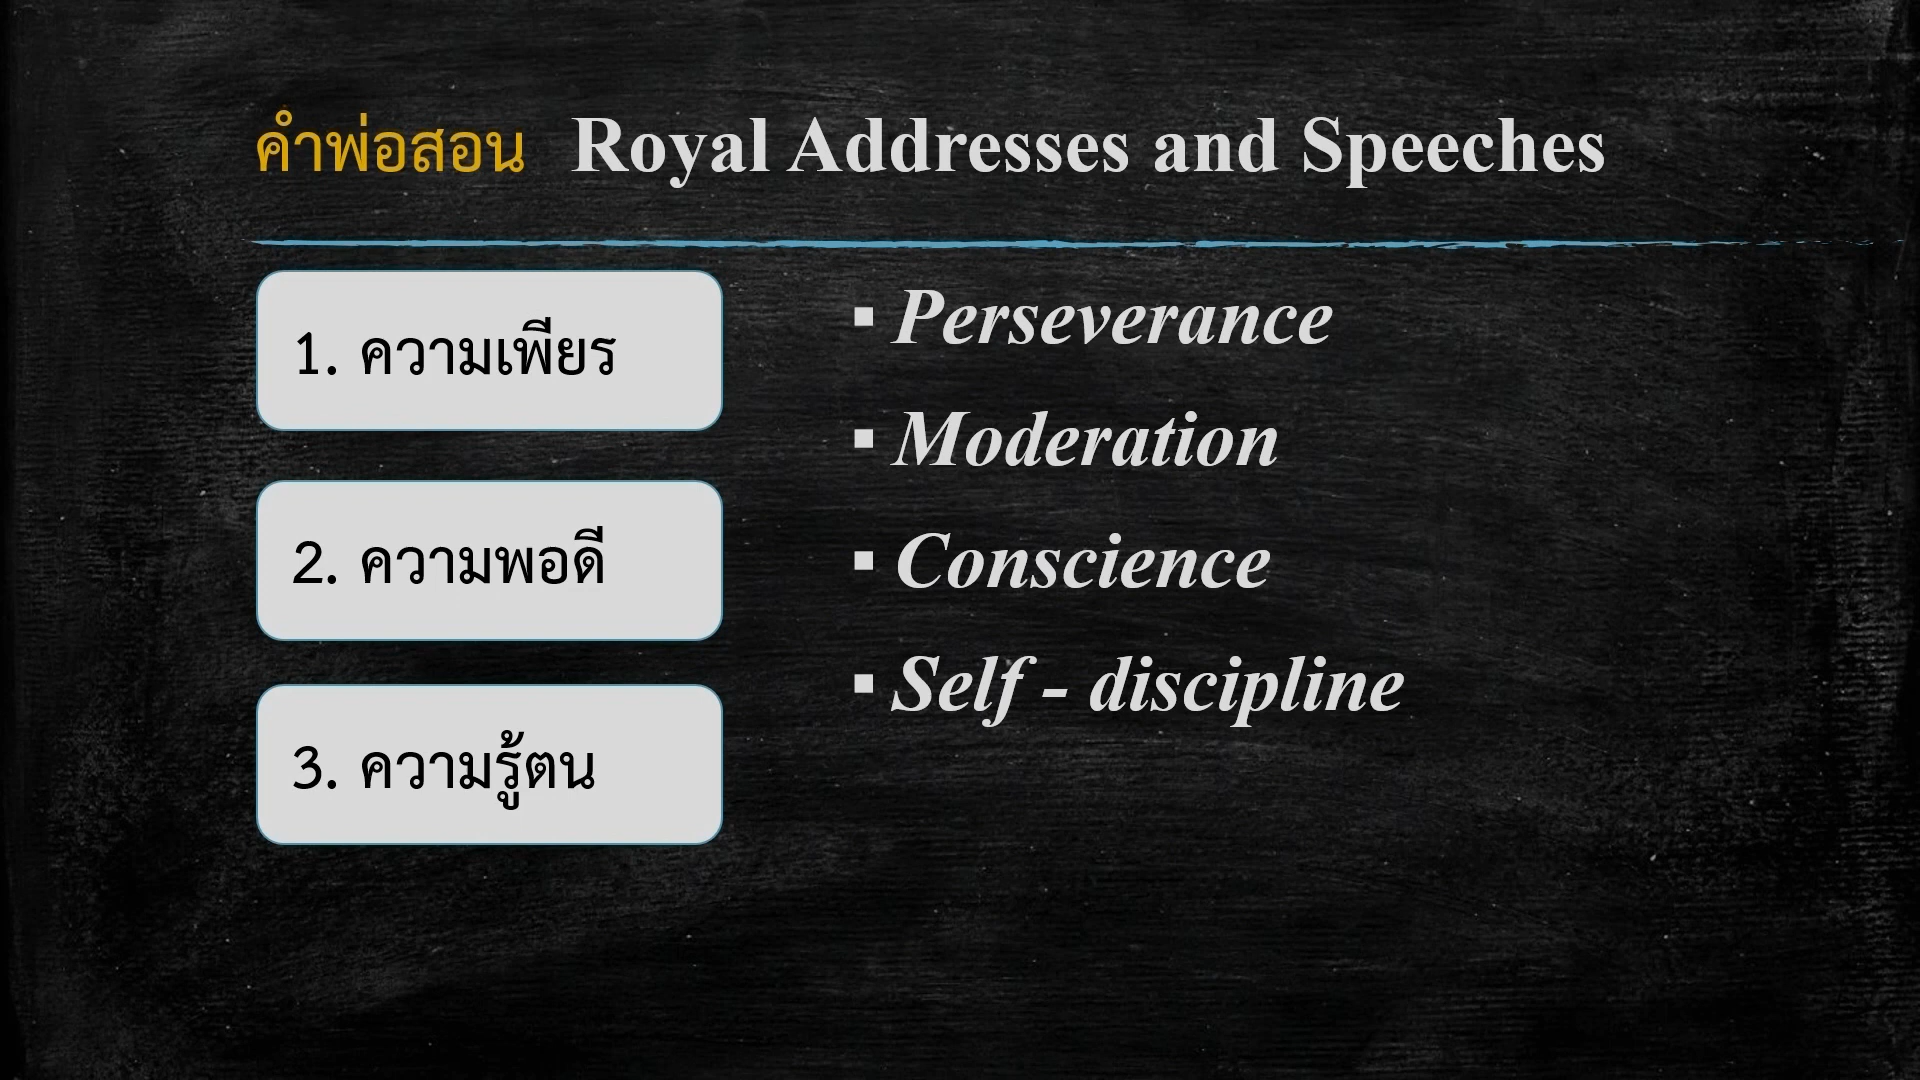 คำพ่อสอน Royal Addresses and Speeches
1. ความเพียร
2. ความพอดี
3. ความรู้ตน
▪ Perseverance
▪ Moderation
▪ Conscience
▪ Self - discipline